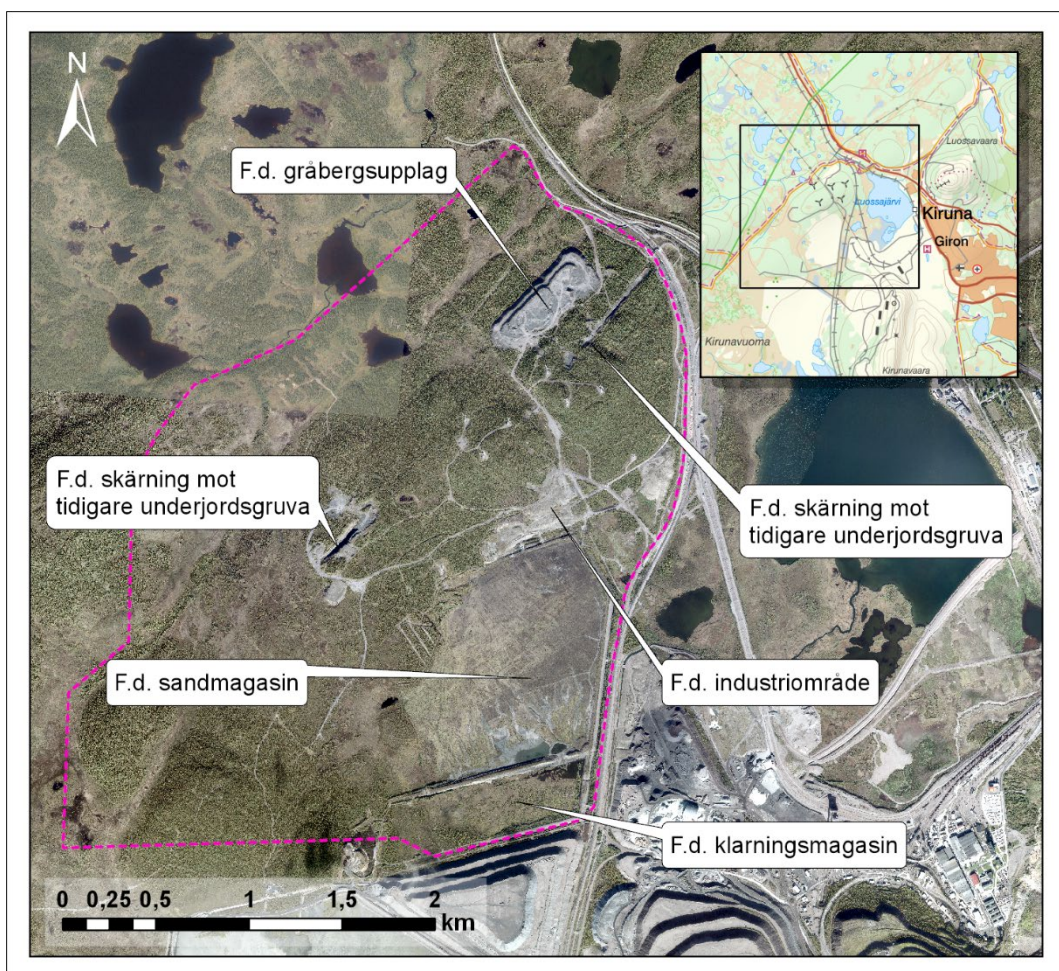 N
F.d. gråbergsupplag
Luossavaara
Luossajärvi
Kiruna
Giron
Kirunavuoma
Kirunavaara
F.d. skärning mot
tidigare underjordsgruva
F.d. skärning mot
tidigare underjordsgruva
F.d. sandmagasin
F.d. industriområde
F.d. klarningsmagasin
0 0,25 0,5 1 1,5 2
km